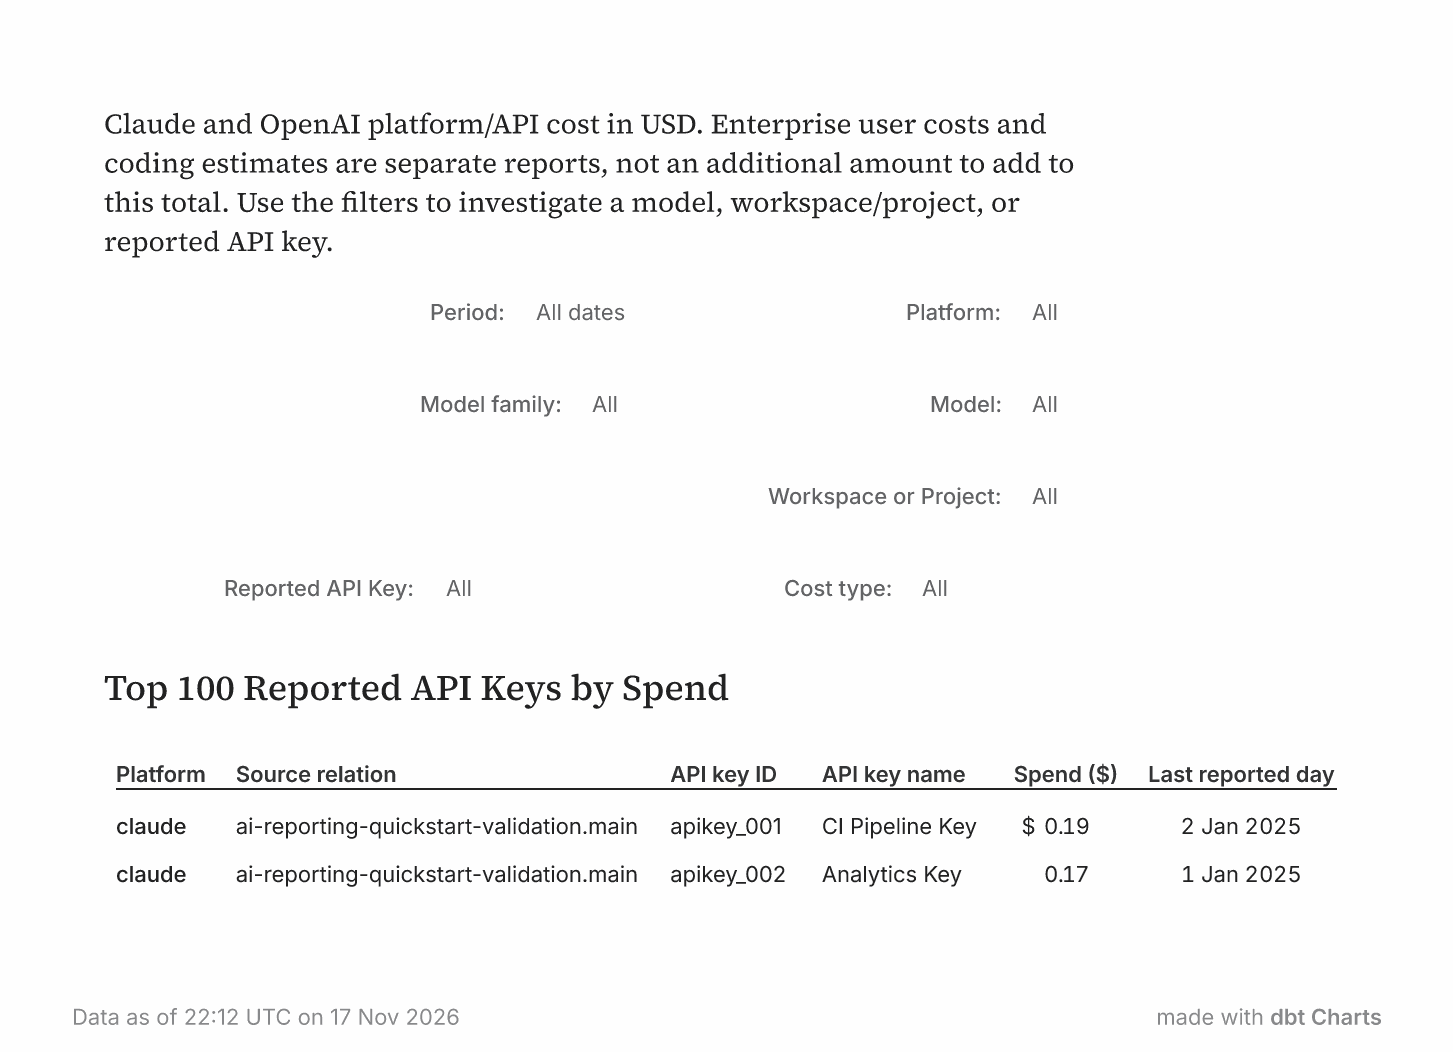 Claude and OpenAI platform/API cost in USD. Enterprise user costs and
coding estimates are separate reports, not an additional amount to add to
this total. Use the filters to investigate a model, workspace/project, or
reported API key.
Period: All dates Platform: All
Model family: All Model: All
Workspace or Project: All
Reported API Key: All Cost type: All
Top 100 Reported API Keys by Spend
Platform Source relation API key ID API key name Spend ($) Last reported day
claude ai-reporting-quickstart-validation.main apikey_001 CI Pipeline Key $ 0.19 2 Jan 2025
claude ai-reporting-quickstart-validation.main apikey_002 Analytics Key 0.17 1 Jan 2025
Data as of 22:12 UTC on 17 Nov 2026 made with dbt Charts